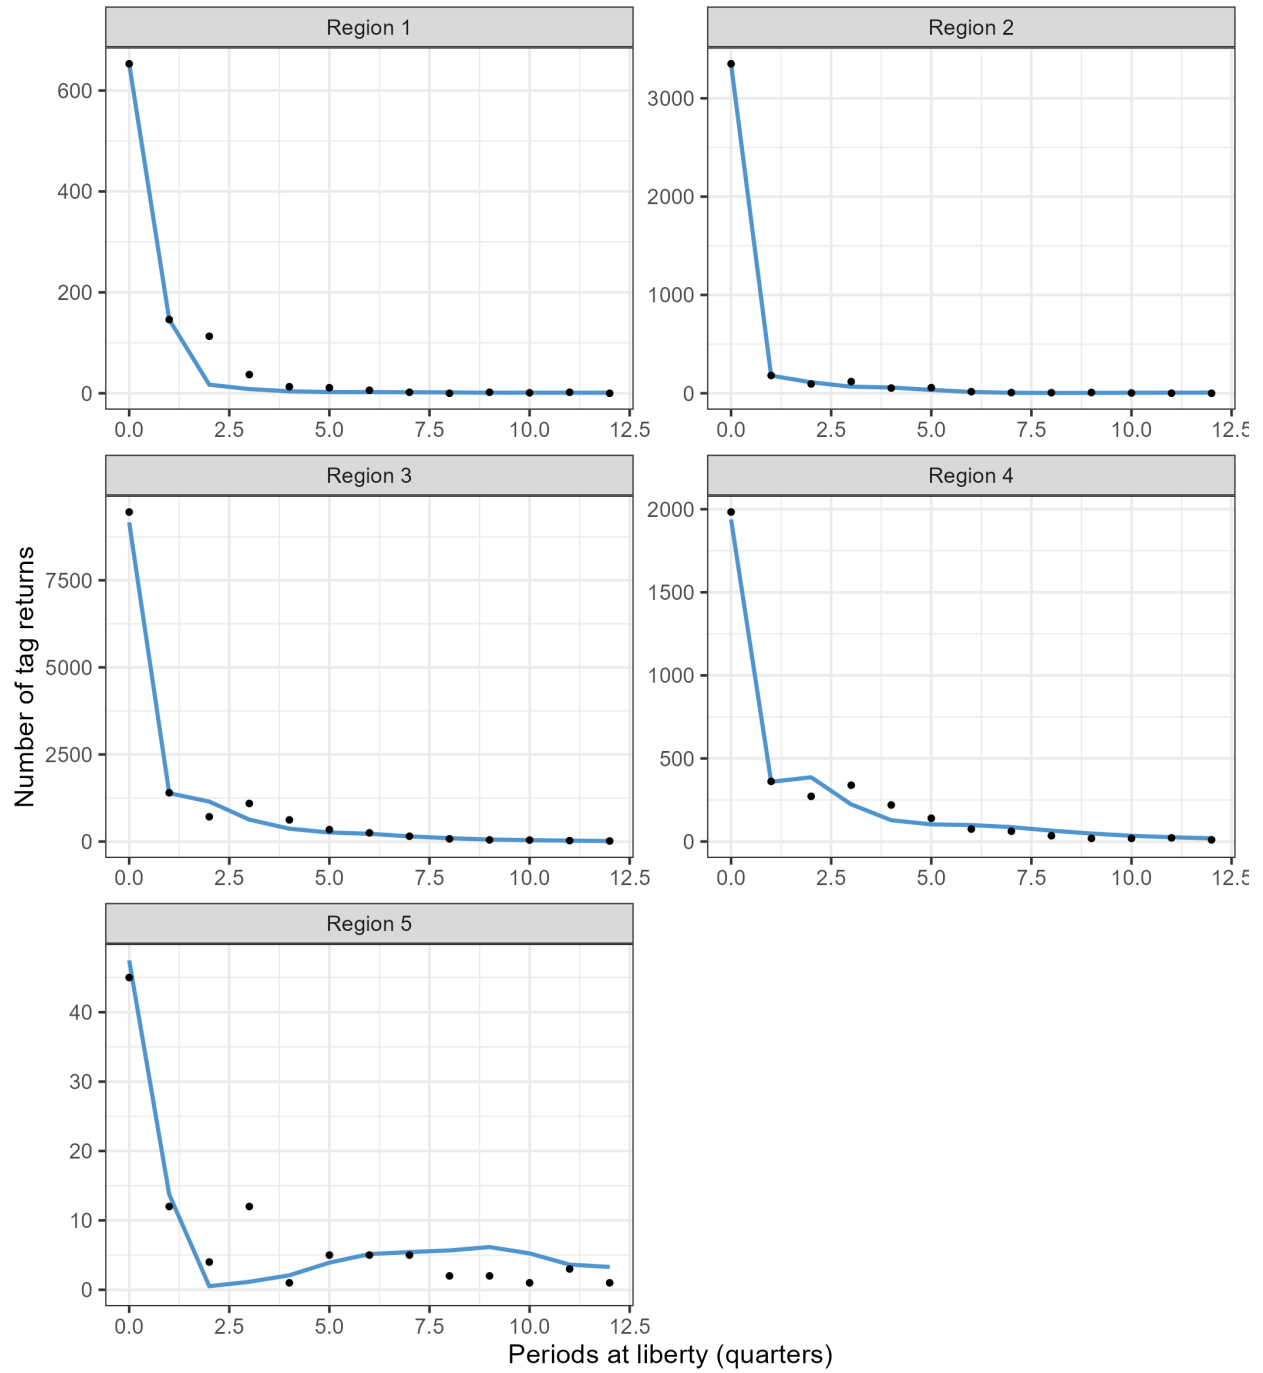 Region 1
Region 2
600
400
200
0
3000
2000
1000
0
0.0 2.5 5.0 7.5 10.0 12.5
0.0 2.5 5.0 7.5 10.0 12.5
Region 3
Region 4
7500
5000
2500
0
2000
1500
1000
500
0
0.0 2.5 5.0 7.5 10.0 12.5
0.0 2.5 5.0 7.5 10.0 12.5
Region 5
40
30
20
10
0
0.0 2.5 5.0 7.5 10.0 12.5
Number of tag returns
Periods at liberty (quarters)